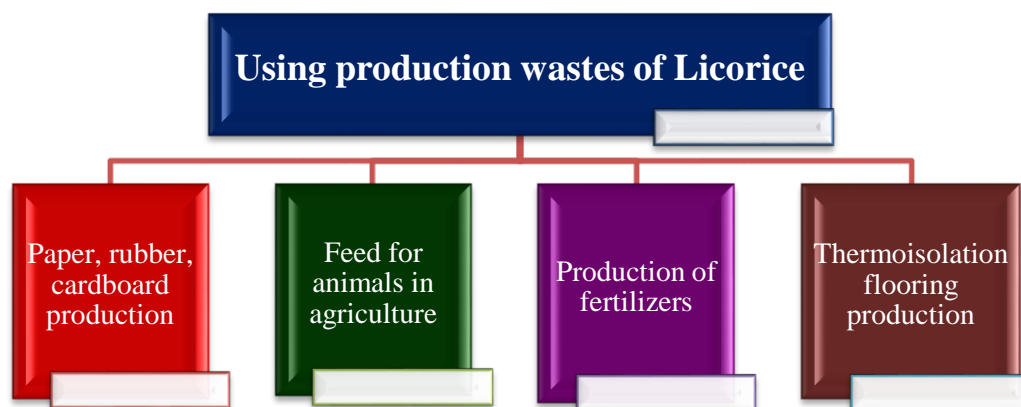 Using production wastes of Licorice
Paper, rubber,
cardboard
production
Feed for
animals in
agriculture
Production of
fertilizers
Thermoisolation
flooring
production